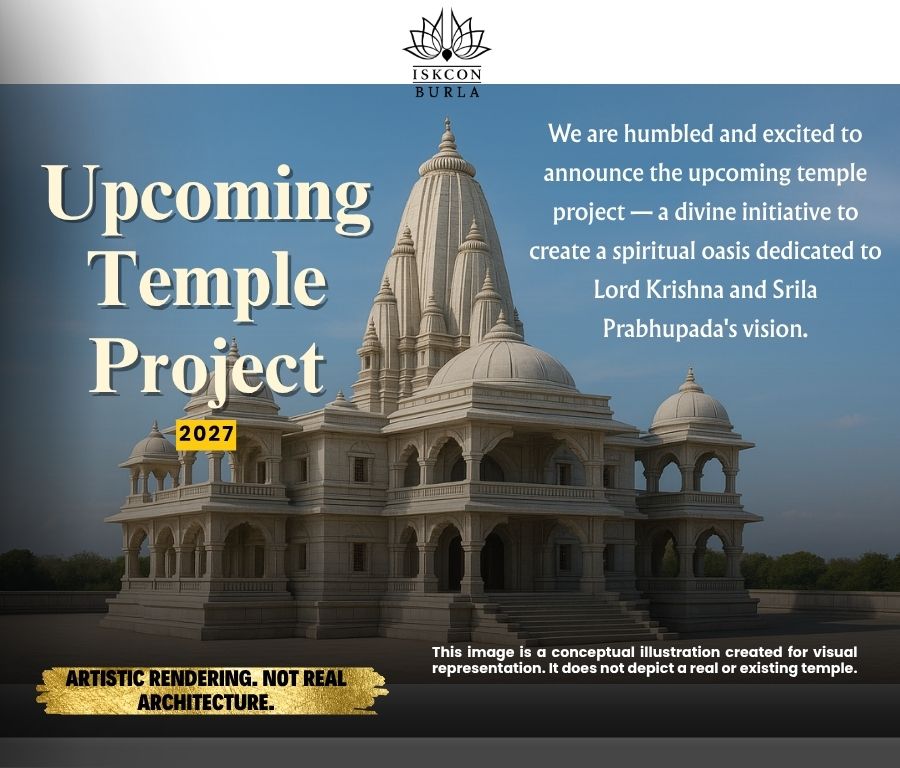 ISKCON
BURLA
Upcoming
Temple
Project
2027
We are humbled and excited to
announce the upcoming temple
project — a divine initiative to
create a spiritual oasis dedicated to
Lord Krishna and Srila
Prabhupada's vision.
This image is a conceptual illustration created for visual
representation. It does not depict a real or existing temple.
ARTISTIC RENDERING. NOT REAL
ARCHITECTURE.